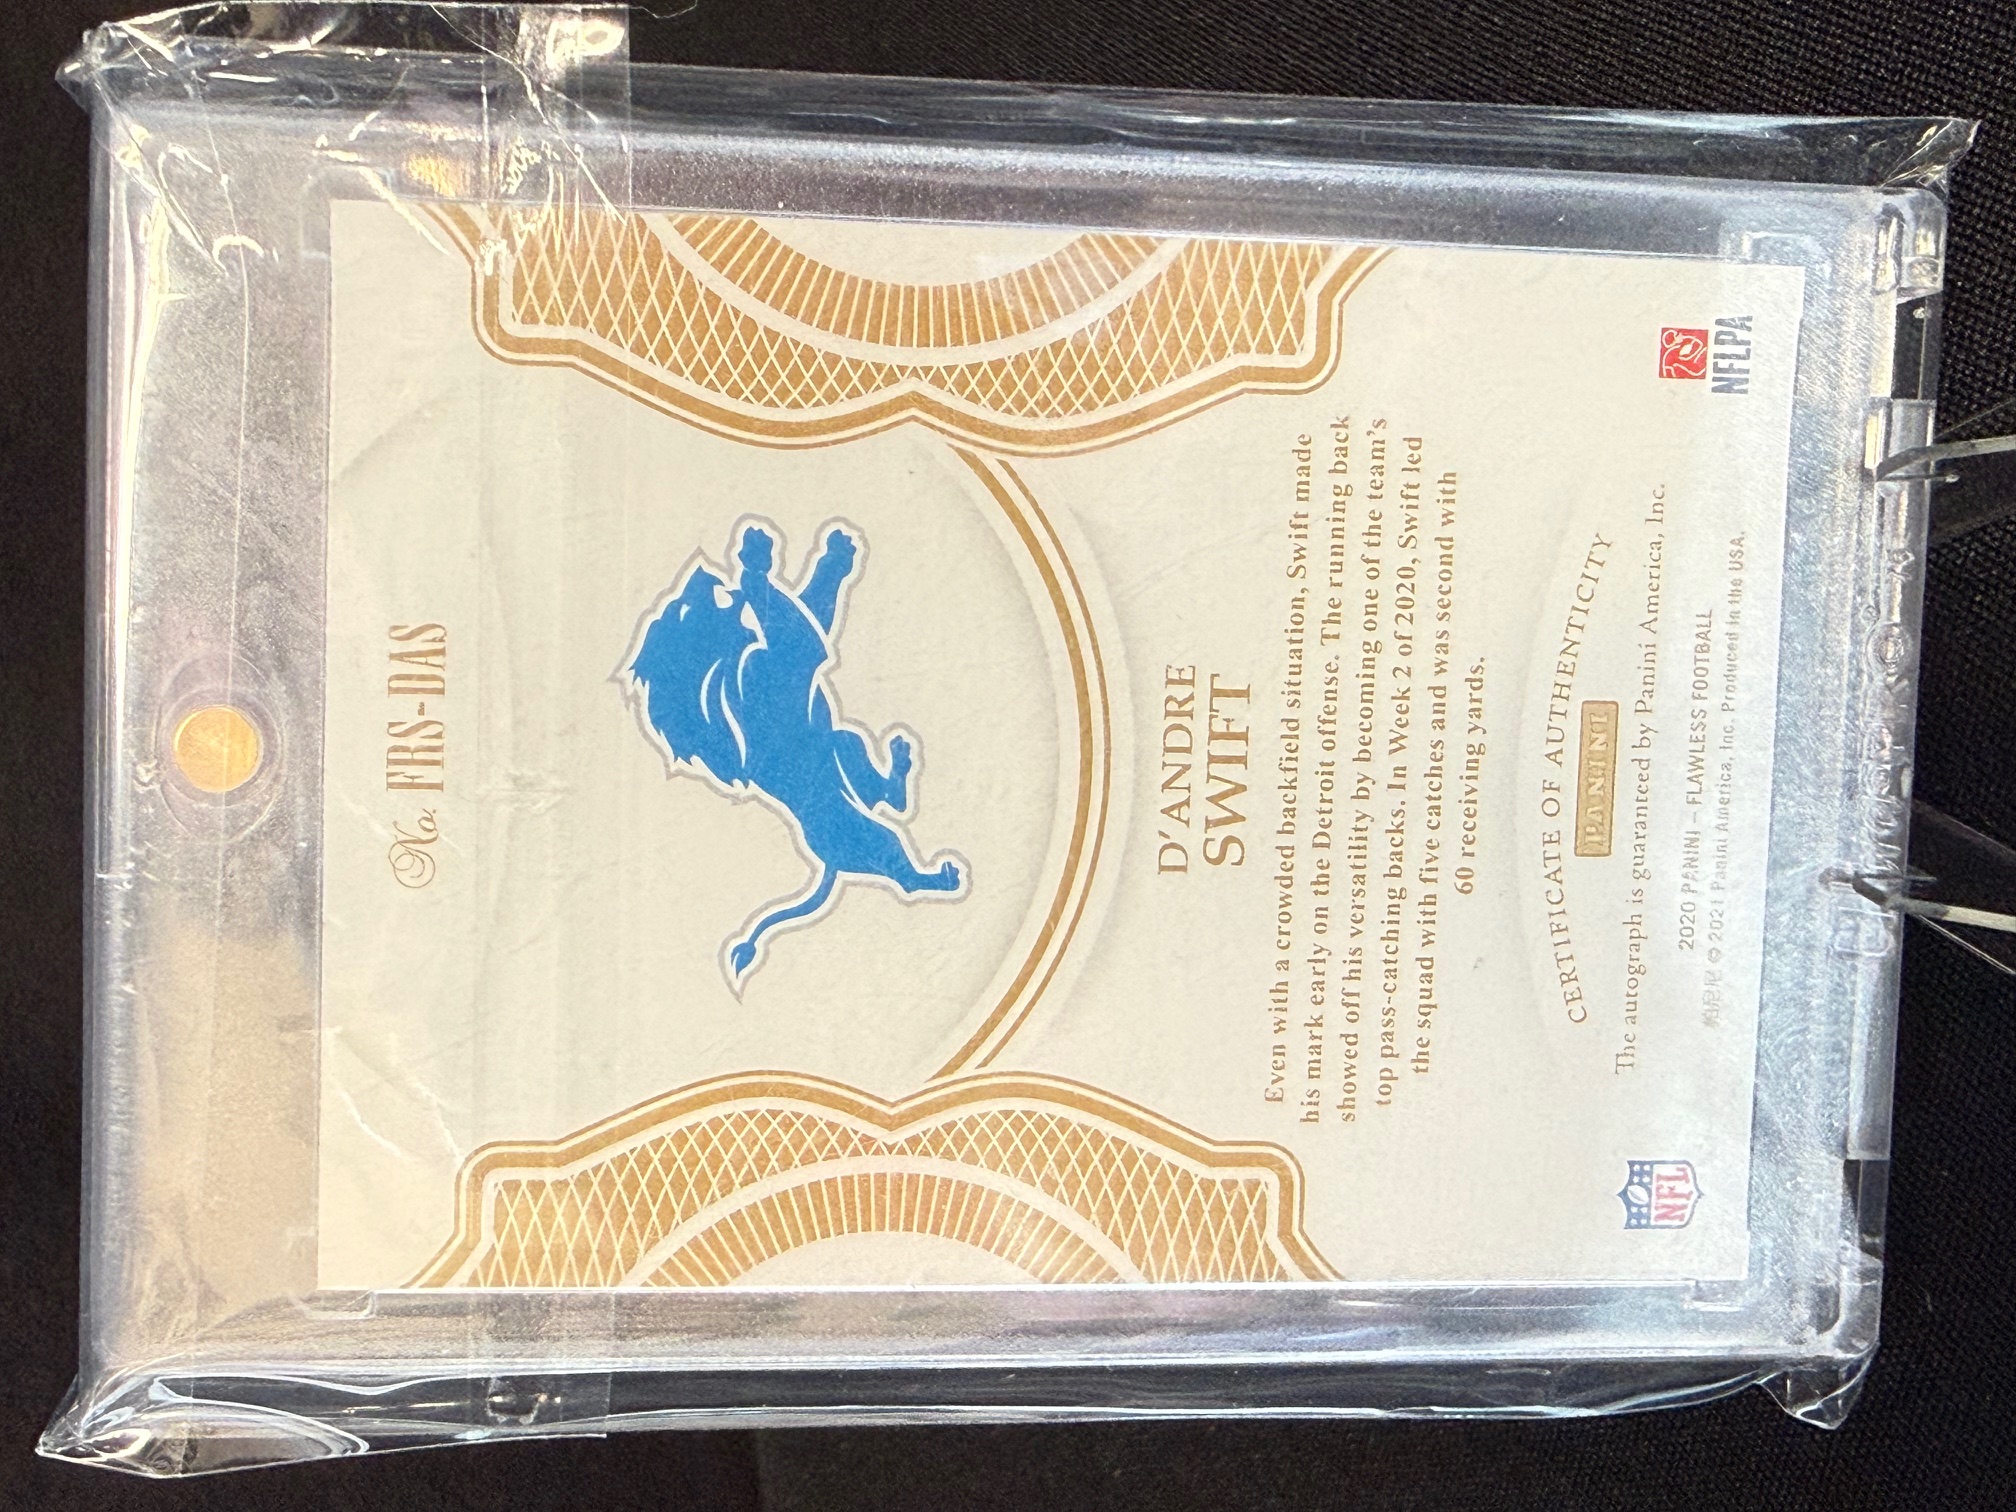 No. FRS-DAS
D'ANDRE
SWIFT
Even with a crowded backfield situation, Swift made
his mark early on the Detroit offense. The running back
showed off his versatility by becoming one of the team's
top pass-catching backs. In Week 2 of 2020, Swift led
the squad with five catches and was second with
60 receiving yards.
CERTIFICATE OF AUTHENTICITY
PANINI
The autograph is guaranteed by Panini America, Inc.
2020 PANINI – FLAWLESS FOOTBALL
© 2021 Panini America, Inc. Produced in the USA.
NFL
NFLPA